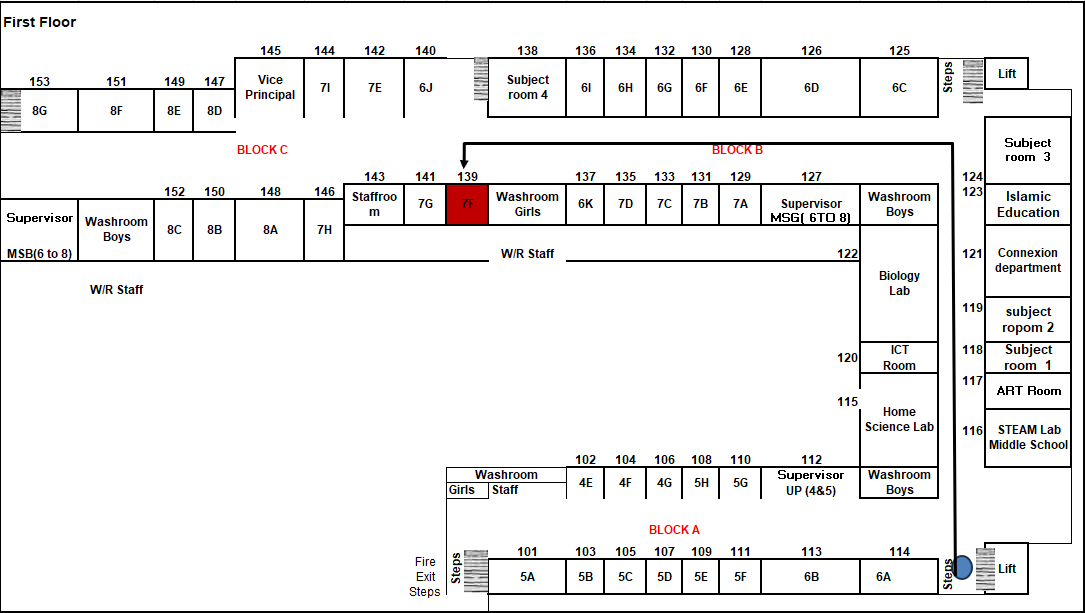 First Floor
145 144 142 140 138 136 134 132 130 128 126 125
Vice
Principal
7I
7E
6J
Subject
room 4
6I
6H
6G
6F
6E
6D
6C
Steps
Lift
153 151 149 147
8G
8F
8E
8D
BLOCK C
BLOCK B
Subject
room 3
124
143 141 139 137 135 133 131 129 127
123
Staffroo
m
7G
7F
Washroom
Girls
6K
7D
7C
7B
7A
Supervisor
MSG( 6TO 8)
Washroom
Boys
Islamic
Education
152 150 148 146
Supervisor
MSB(6 to 8)
Washroom
Boys
8C
8B
8A
7H
W/R Staff
122
121
Connexion
department
W/R Staff
Biology
Lab
119
subject
ropom 2
120
ICT
Room
118
Subject
room 1
117
ART Room
115
Home
Science Lab
116
STEAM Lab
Middle School
102 104 106 108 110 112
Washroom
Girls
Staff
4E
4F
4G
5H
5G
Supervisor
UP (4&5)
Washroom
Boys
BLOCK A
101 103 105 107 109 111 113 114
Fire
Exit
Steps
Steps
5A
5B
5C
5D
5E
5F
6B
6A
Steps
Lift